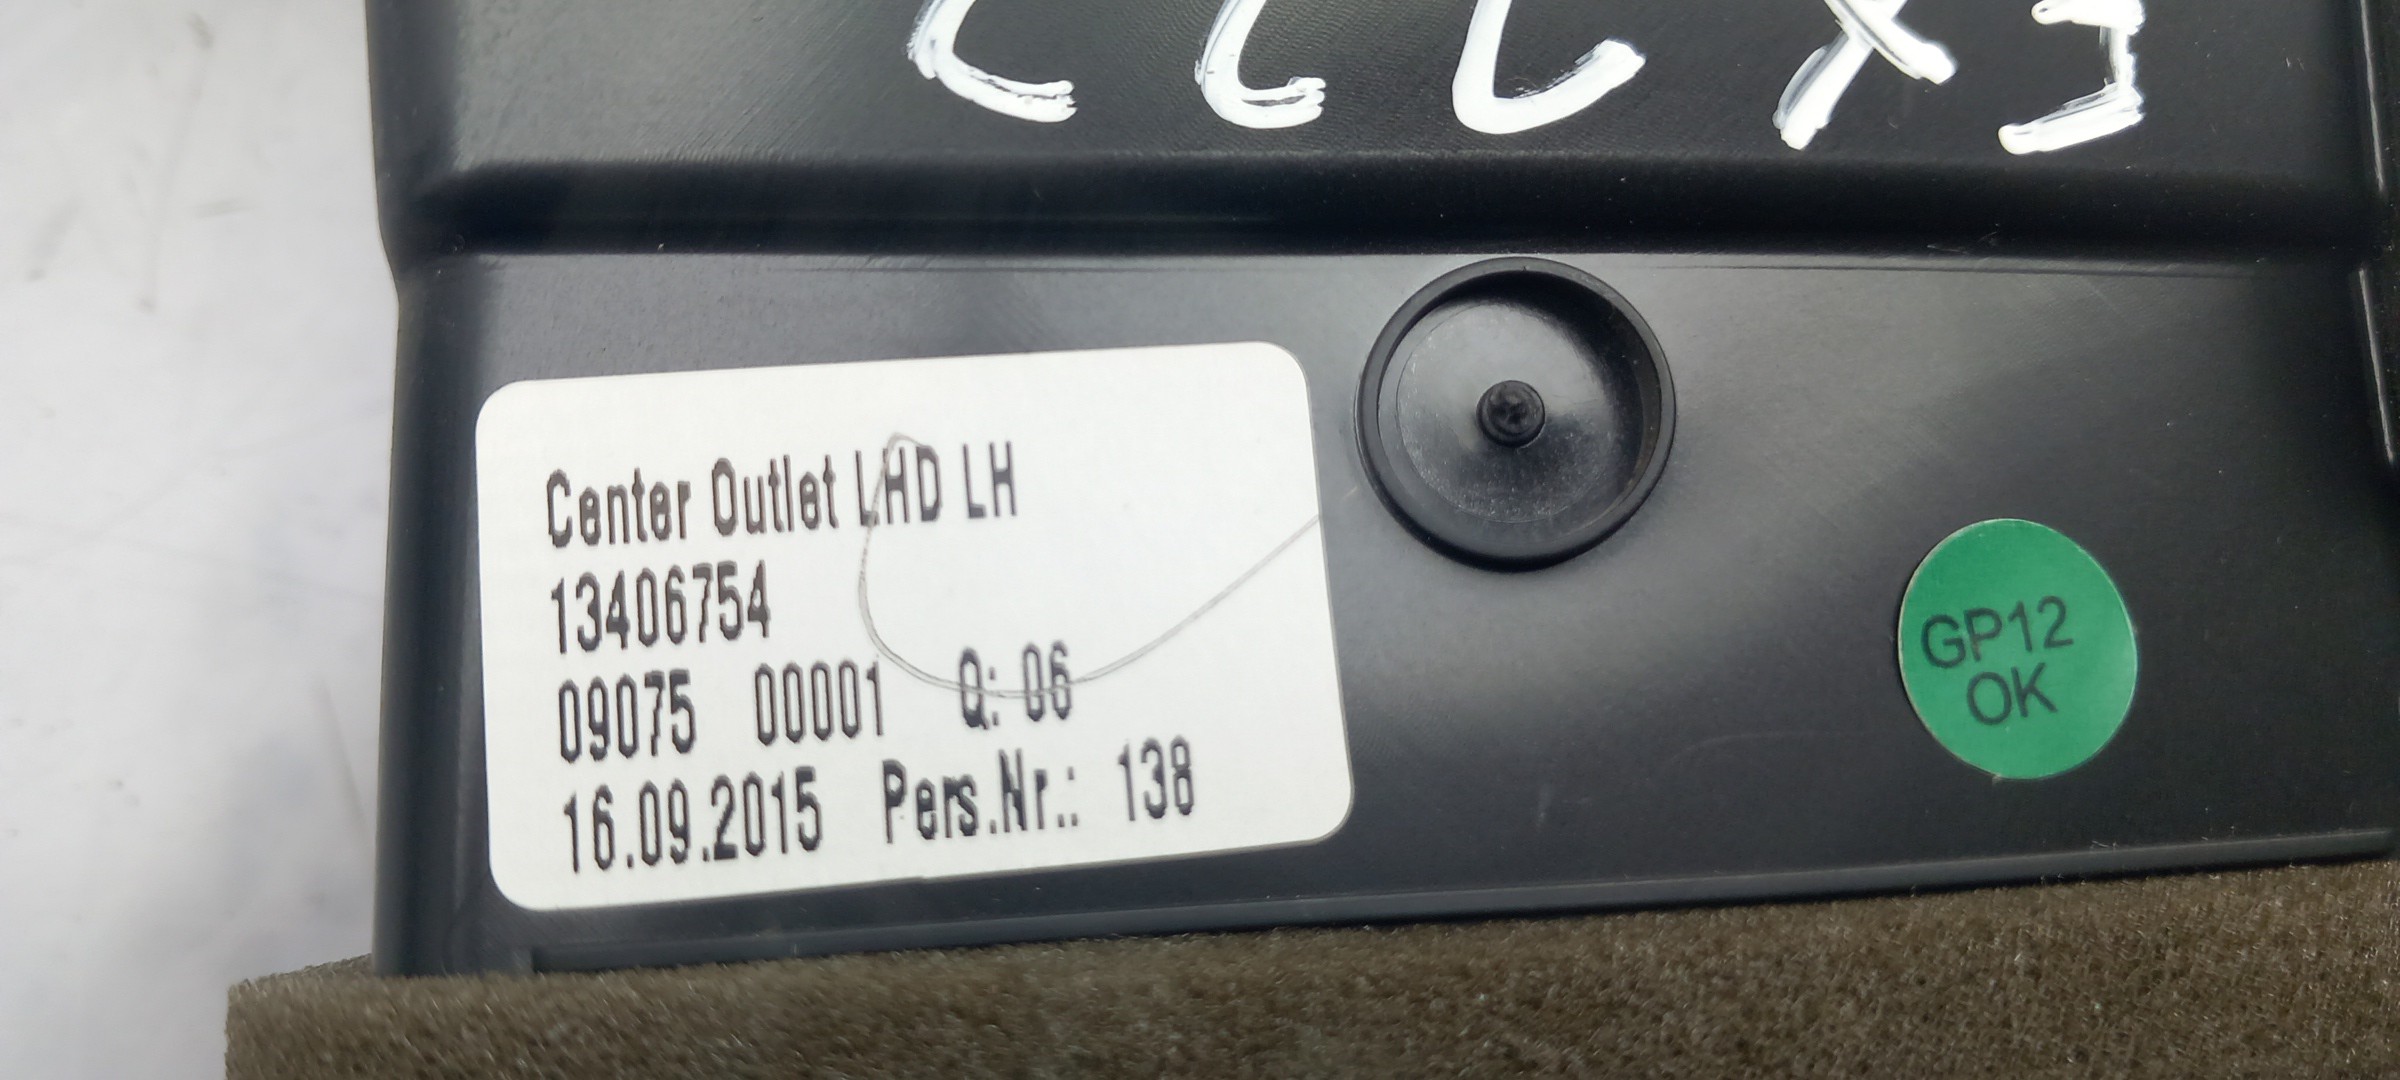 Center Outlet LHD LH
13406754
09075 00001 Q: 06
16.09.2015 Pers.Nr.: 138
GP12
OK